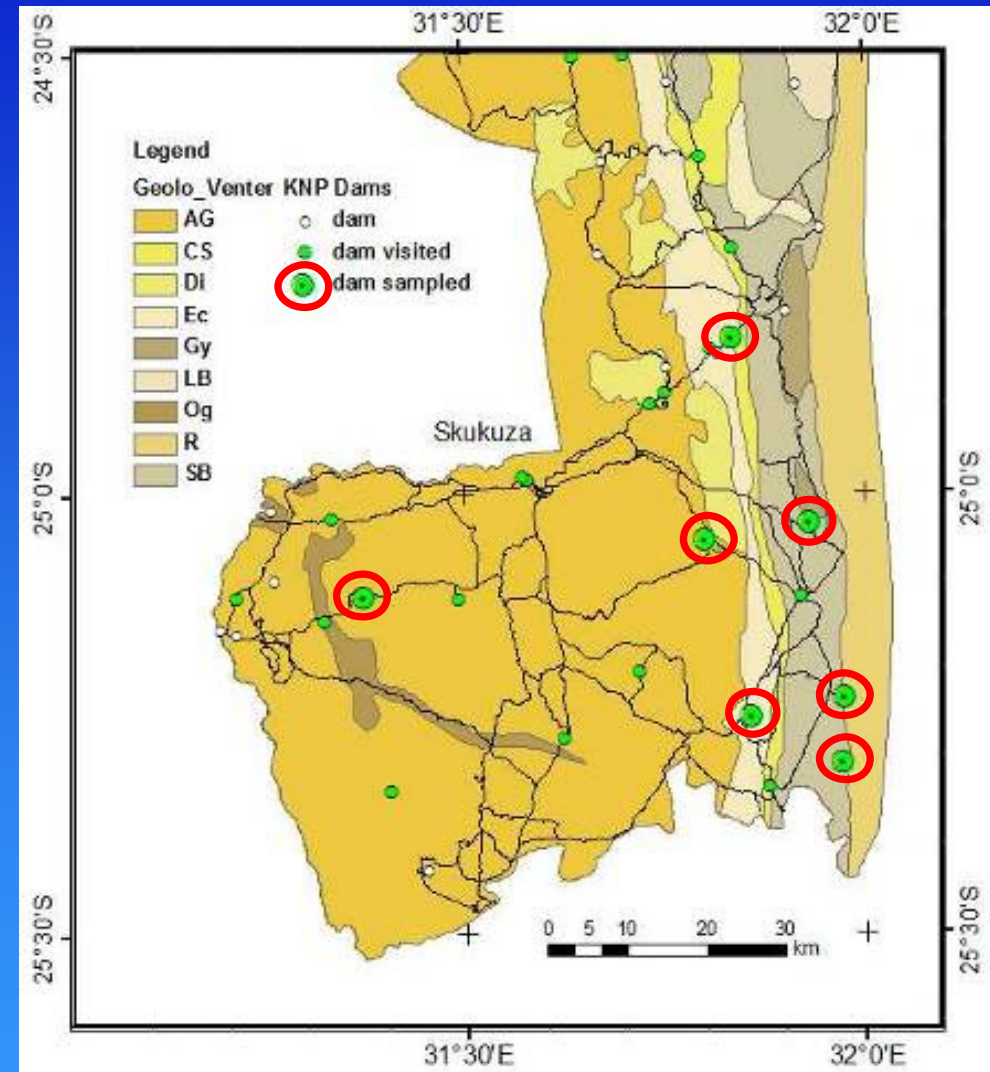 31°30'E 32°0'E
24°30'S
Legend
Geolo_Venter KNP Dams
AG dam
CS dam visited
Di dam sampled
Ec
Gy
LB
Og
R
SB
Skukuza
25°0'S 25°0'S
25°30'S 25°30'S
0 5 10 20 30
km
31°30'E 32°0'E